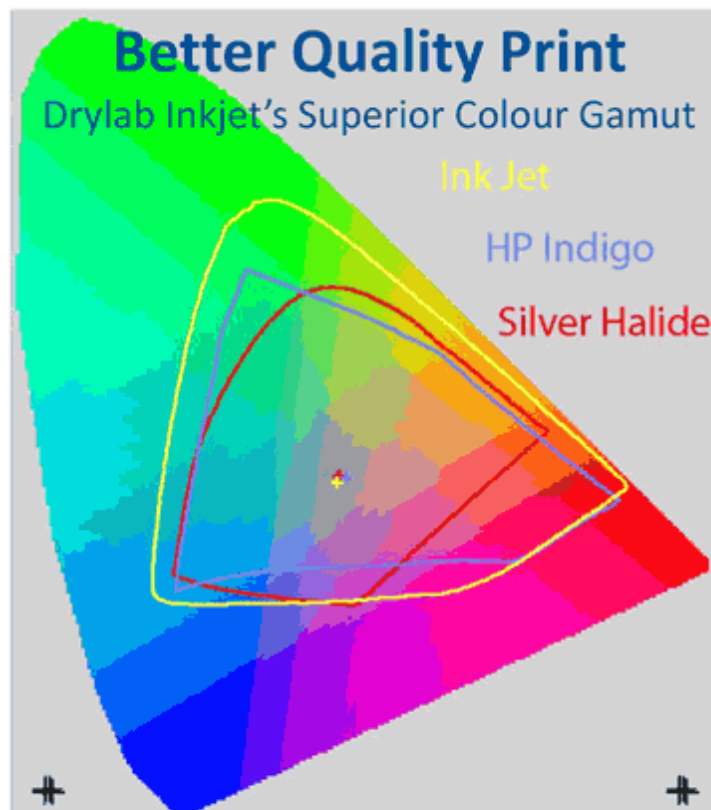 Better Quality Print
Drylab Inkjet's Superior Colour Gamut
Ink Jet
HP Indigo
Silver Halide